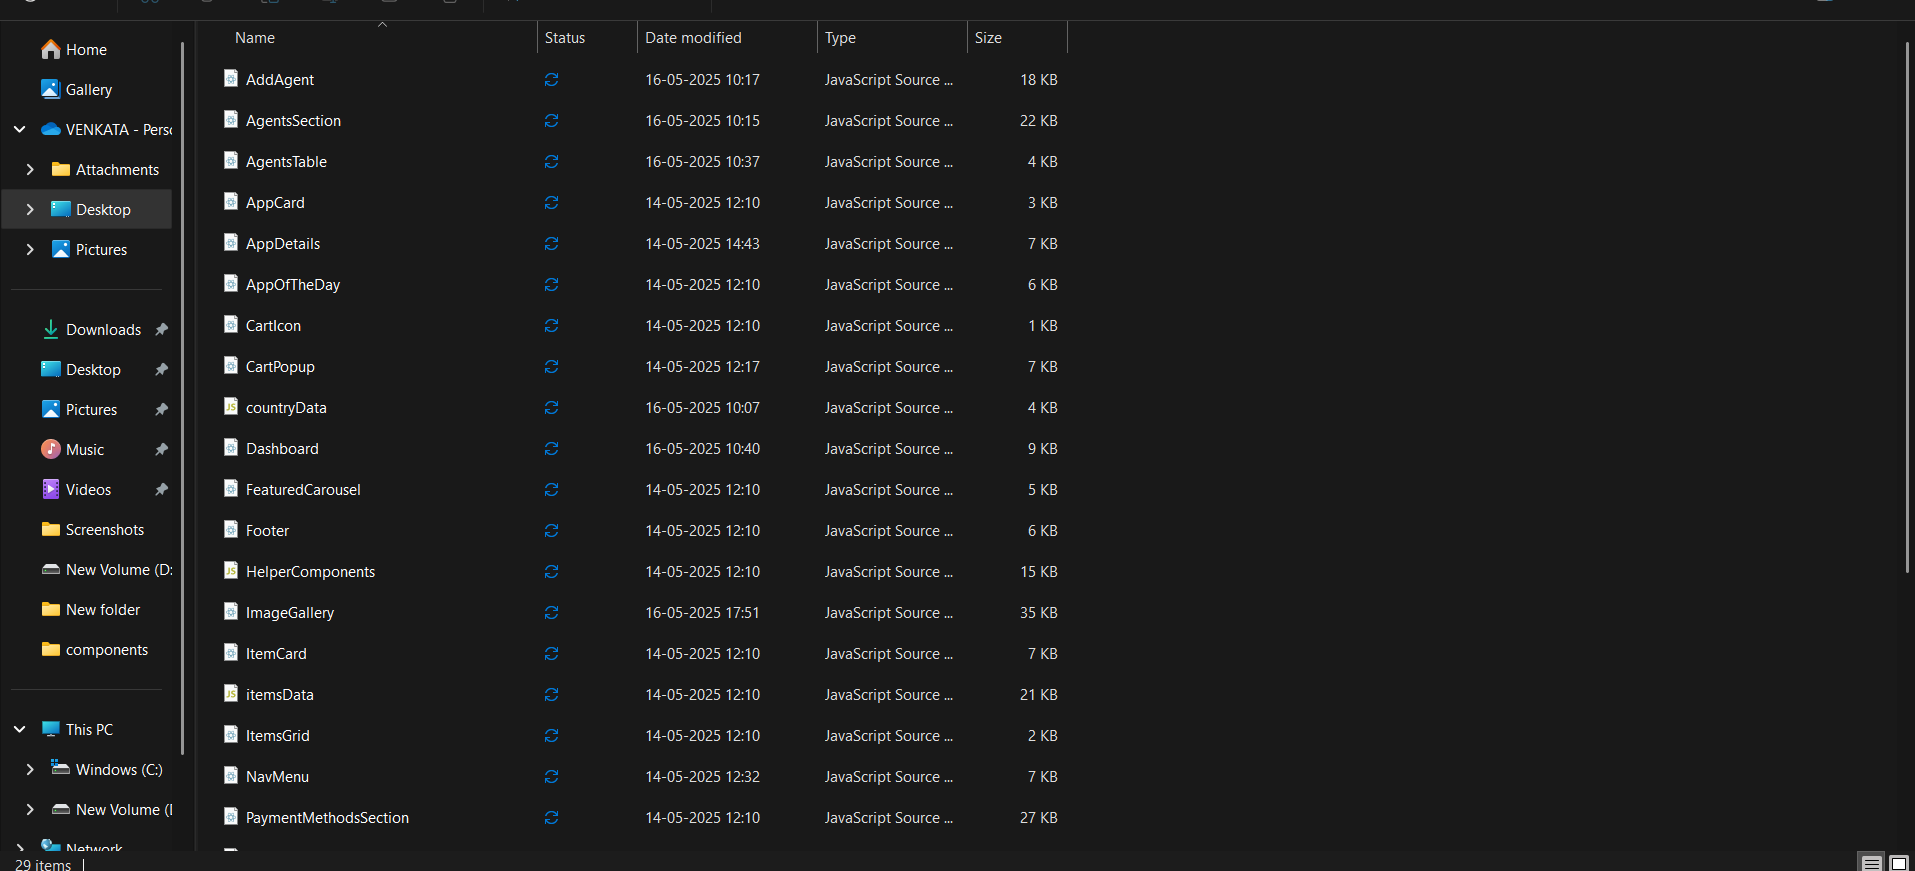 Name Status Date modified Type Size
Home
Gallery
VENKATA - Perso
Attachments
Desktop
Pictures
Downloads
Desktop
Pictures
Music
Videos
Screenshots
New Volume (D:
New folder
components
This PC
Windows (C:)
New Volume (
Network
AddAgent 16-05-2025 10:17 JavaScript Source ... 18 KB
AgentsSection 16-05-2025 10:15 JavaScript Source ... 22 KB
AgentsTable 16-05-2025 10:37 JavaScript Source ... 4 KB
AppCard 14-05-2025 12:10 JavaScript Source ... 3 KB
AppDetails 14-05-2025 14:43 JavaScript Source ... 7 KB
AppOfTheDay 14-05-2025 12:10 JavaScript Source ... 6 KB
CartIcon 14-05-2025 12:10 JavaScript Source ... 1 KB
CartPopup 14-05-2025 12:17 JavaScript Source ... 7 KB
JS countryData 16-05-2025 10:07 JavaScript Source ... 4 KB
Dashboard 16-05-2025 10:40 JavaScript Source ... 9 KB
FeaturedCarousel 14-05-2025 12:10 JavaScript Source ... 5 KB
Footer 14-05-2025 12:10 JavaScript Source ... 6 KB
JS HelperComponents 14-05-2025 12:10 JavaScript Source ... 15 KB
ImageGallery 16-05-2025 17:51 JavaScript Source ... 35 KB
ItemCard 14-05-2025 12:10 JavaScript Source ... 7 KB
JS itemsData 14-05-2025 12:10 JavaScript Source ... 21 KB
ItemsGrid 14-05-2025 12:10 JavaScript Source ... 2 KB
NavMenu 14-05-2025 12:32 JavaScript Source ... 7 KB
PaymentMethodsSection 14-05-2025 12:10 JavaScript Source ... 27 KB
29 items